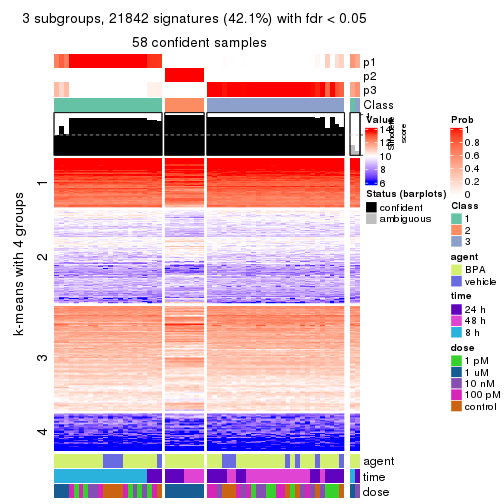 3 subgroups, 21842 signatures (42.1%) with fdr < 0.05
58 confident samples
p1
p2
p3
Class
Value
14
12
8
6
score
Prob
1
0.8
0.6
0.4
0.2
0
Status (barplots)
confident
ambiguous
Class
1
2
3
agent
BPA
vehicle
time
24 h
48 h
8 h
dose
1 pM
1 uM
10 nM
100 pM
control
k-means with 4 groups
1
2
3
4
agent
time
dose